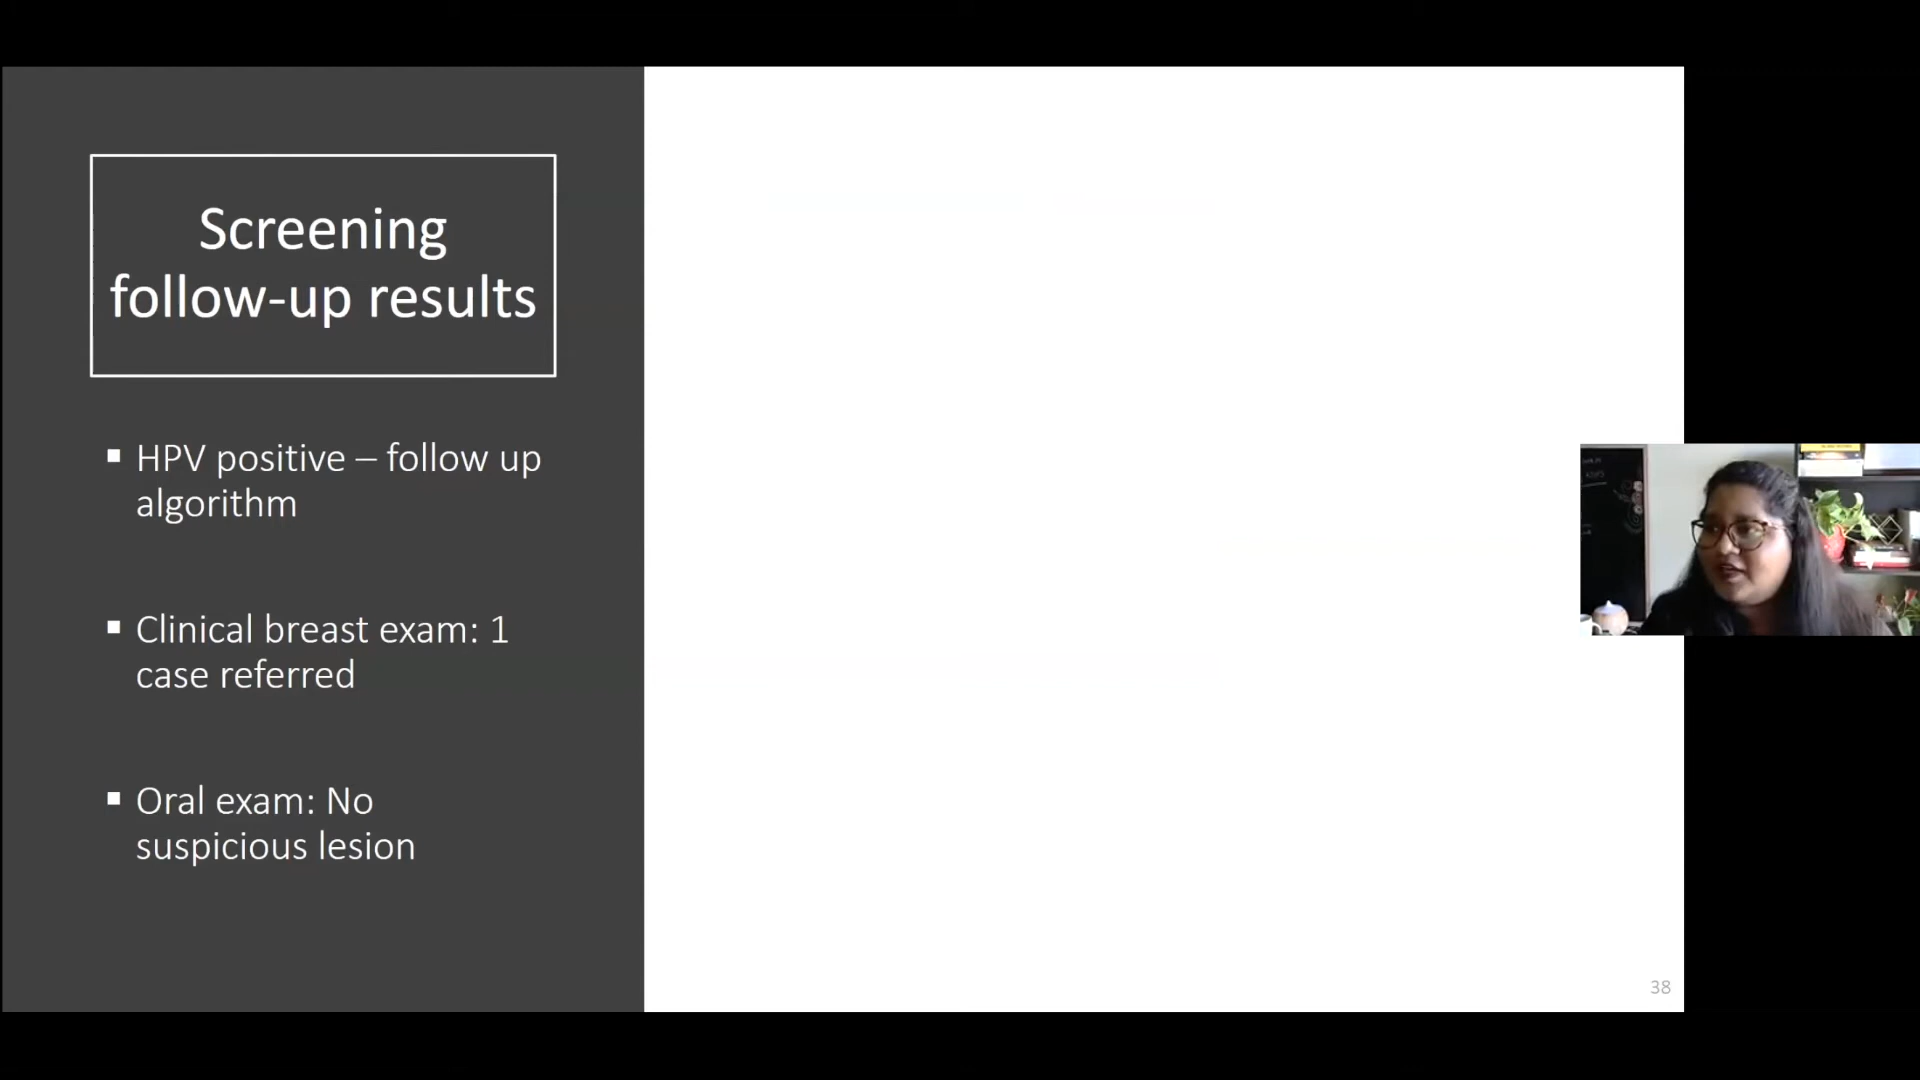 Screening
follow-up results
▪ HPV positive – follow up
algorithm
▪ Clinical breast exam: 1
case referred
▪ Oral exam: No
suspicious lesion
38